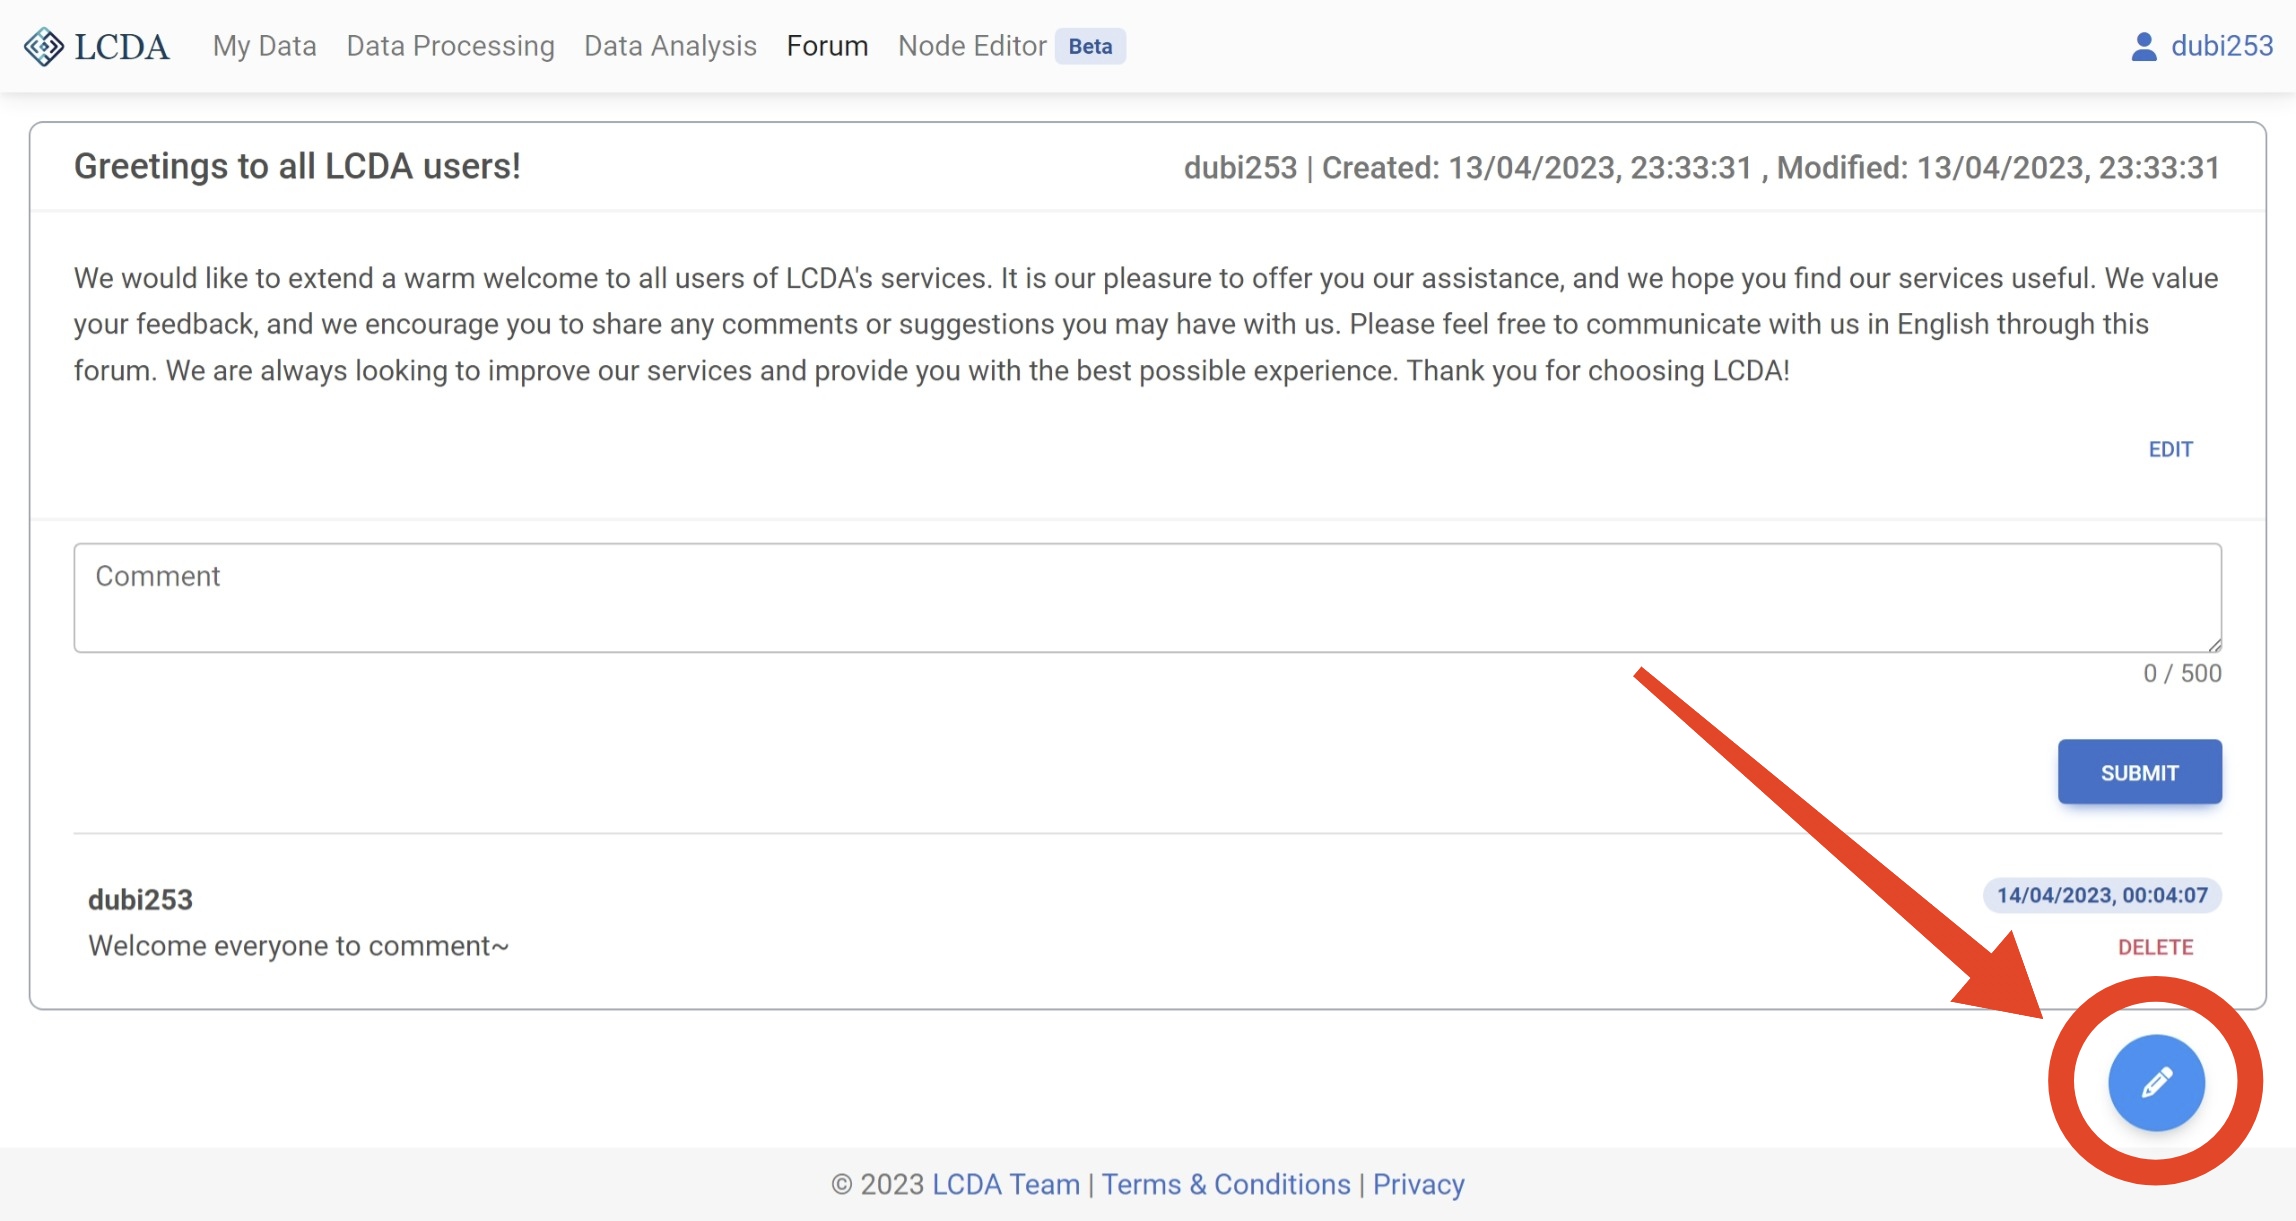 LCDA My Data Data Processing Data Analysis Forum Node Editor Beta dubi253
Greetings to all LCDA users! dubi253 | Created: 13/04/2023, 23:33:31 , Modified: 13/04/2023, 23:33:31
We would like to extend a warm welcome to all users of LCDA's services. It is our pleasure to offer you our assistance, and we hope you find our services useful. We value
your feedback, and we encourage you to share any comments or suggestions you may have with us. Please feel free to communicate with us in English through this
forum. We are always looking to improve our services and provide you with the best possible experience. Thank you for choosing LCDA!
EDIT
Comment
0 / 500
SUBMIT
dubi253 14/04/2023, 00:04:07
Welcome everyone to comment~ DELETE
© 2023 LCDA Team | Terms & Conditions | Privacy